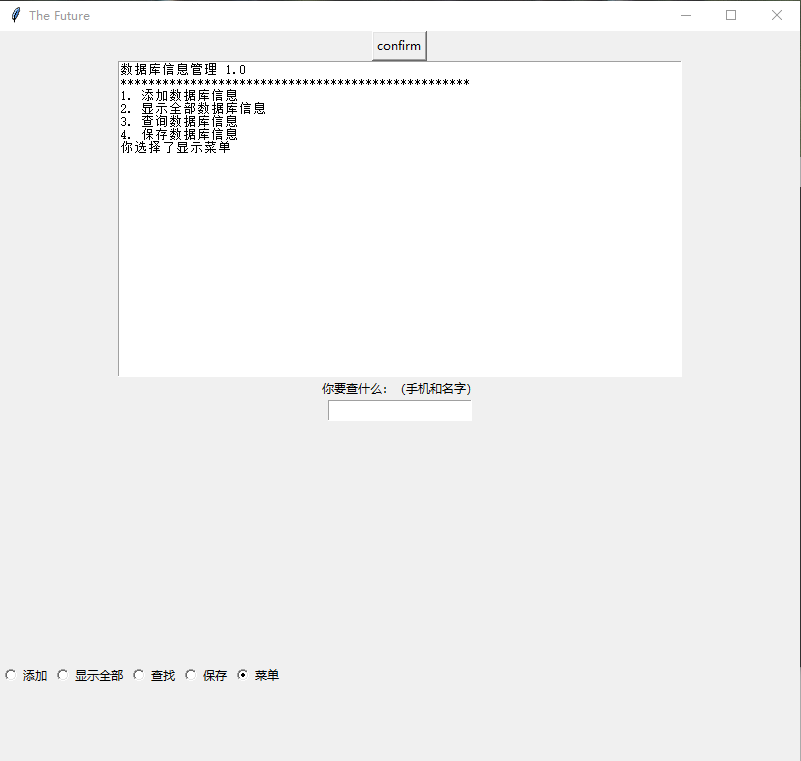 The Future
confirm
数据库信息管理 1.0
**************************************************
1. 添加数据库信息
2. 显示全部数据库信息
3. 查询数据库信息
4. 保存数据库信息
你选择了显示菜单
你要查什么：（手机和名字）
添加 显示全部 查找 保存 菜单